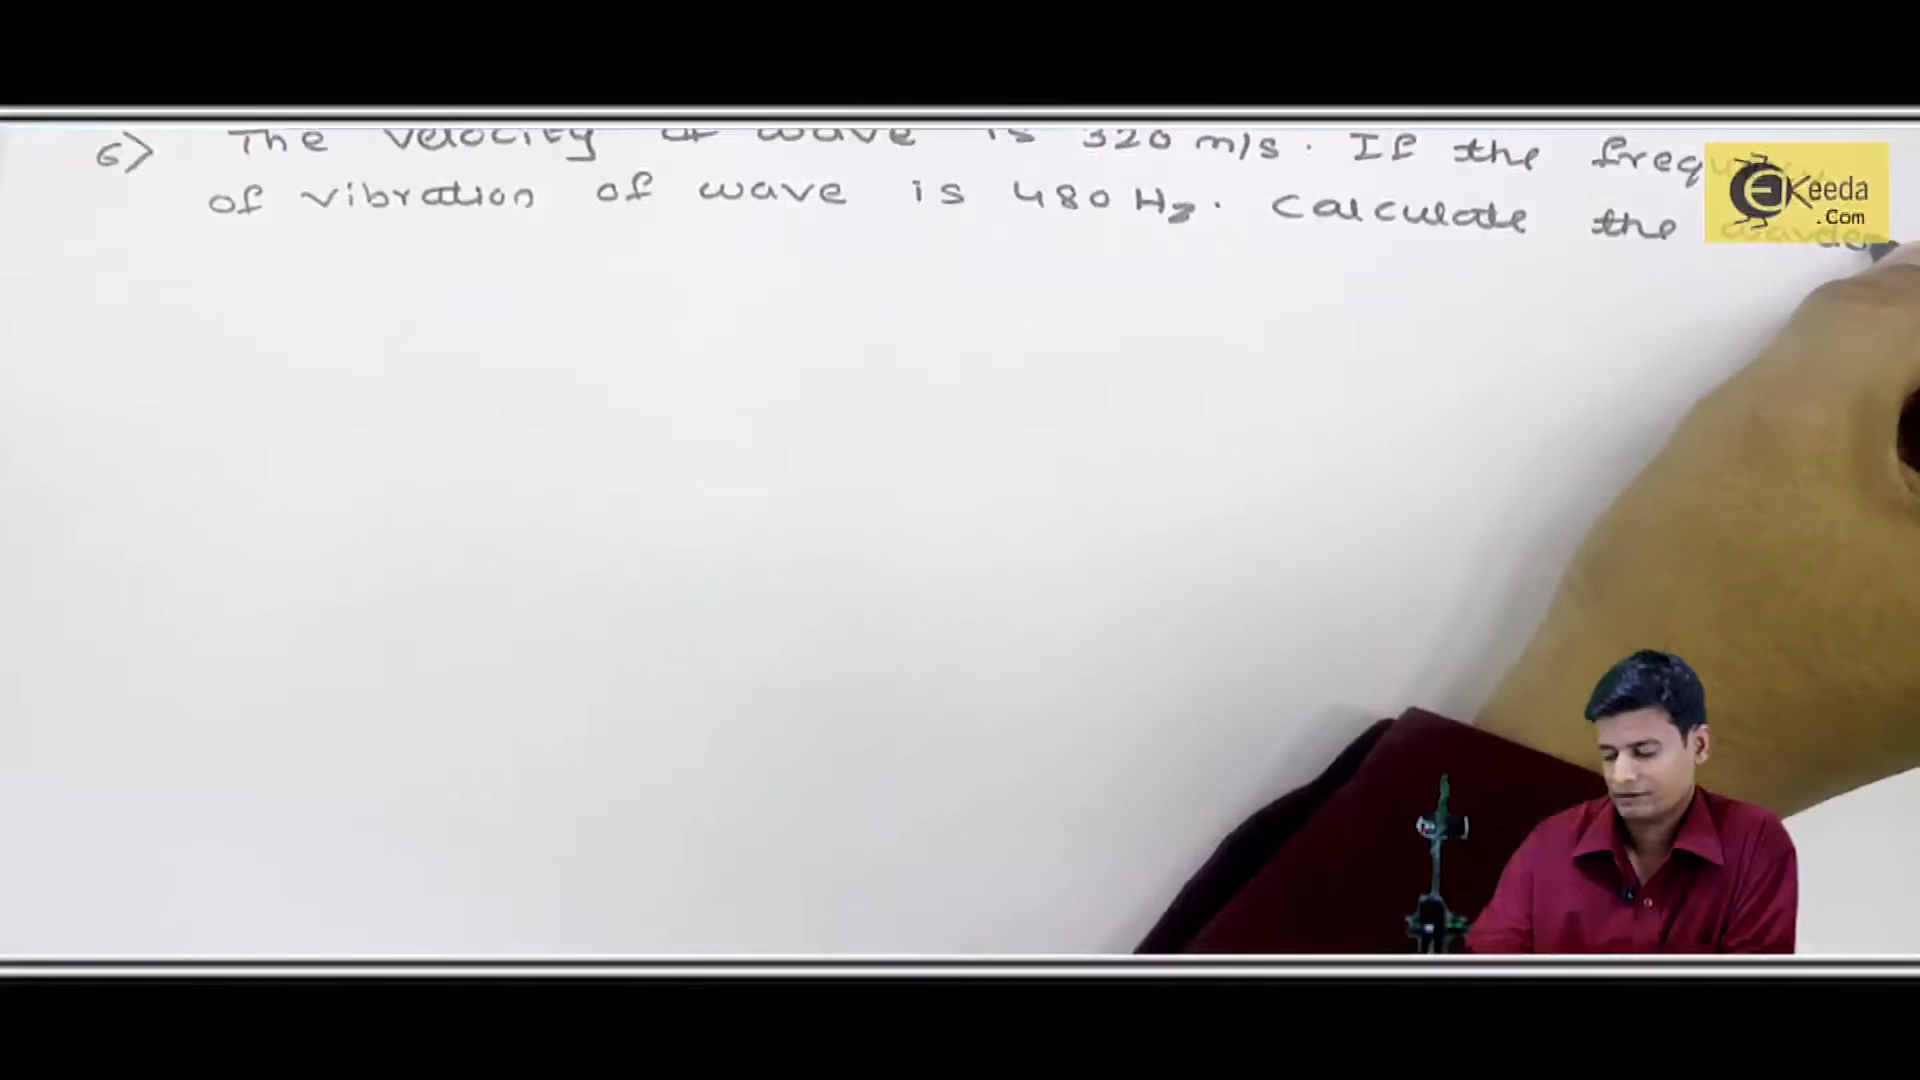 6) The velocity of wave is 320 m/s. If the
of vibration of wave is 480 Hz. Calculate the
eKeeda
.Com